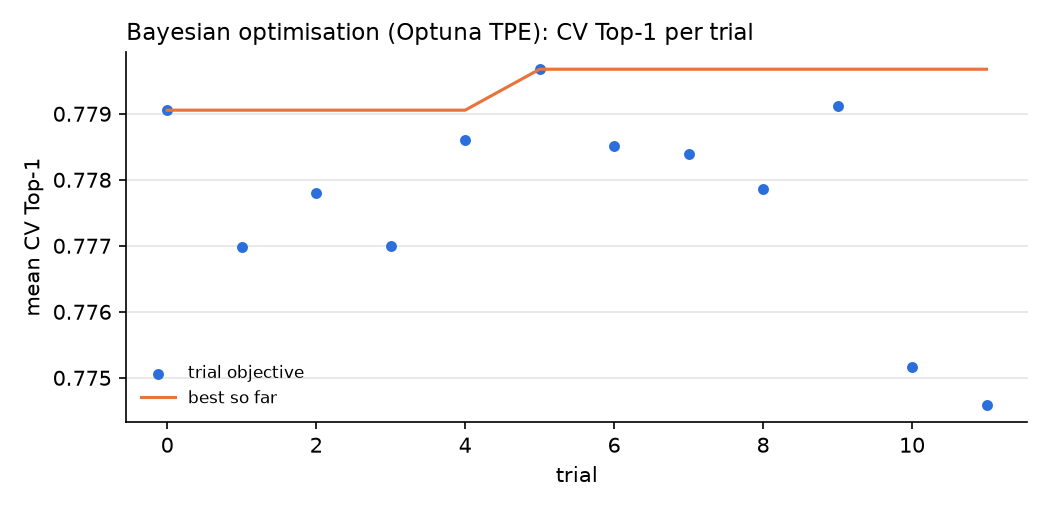 Bayesian optimisation (Optuna TPE): CV Top-1 per trial
mean CV Top-1
0.779
0.778
0.777
0.776
0.775
trial objective
best so far
0 2 4 6 8 10
trial